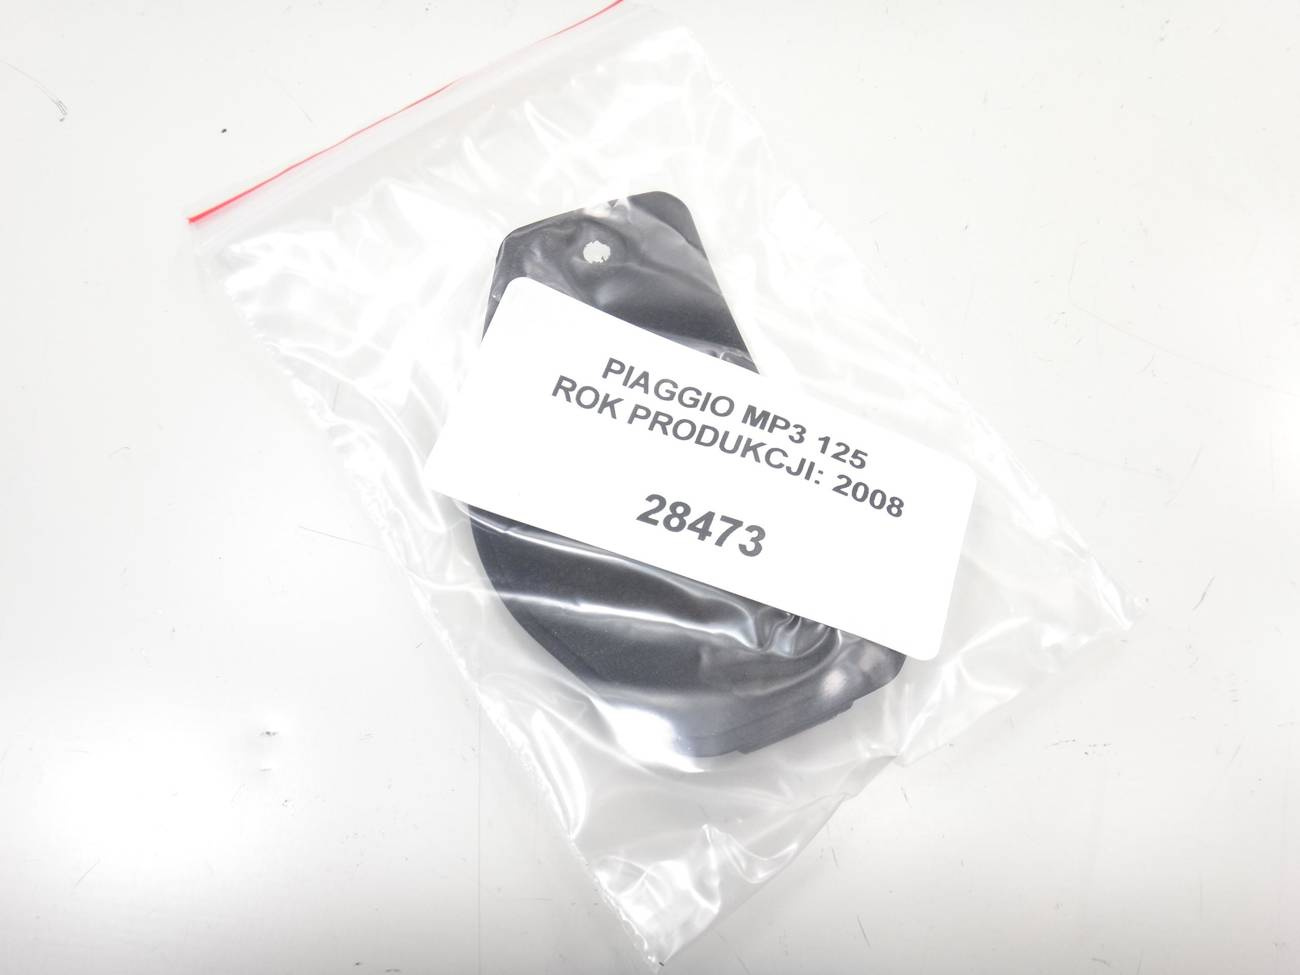 PIAGGIO MP3 125
ROK PRODUKCJI: 2008
28473